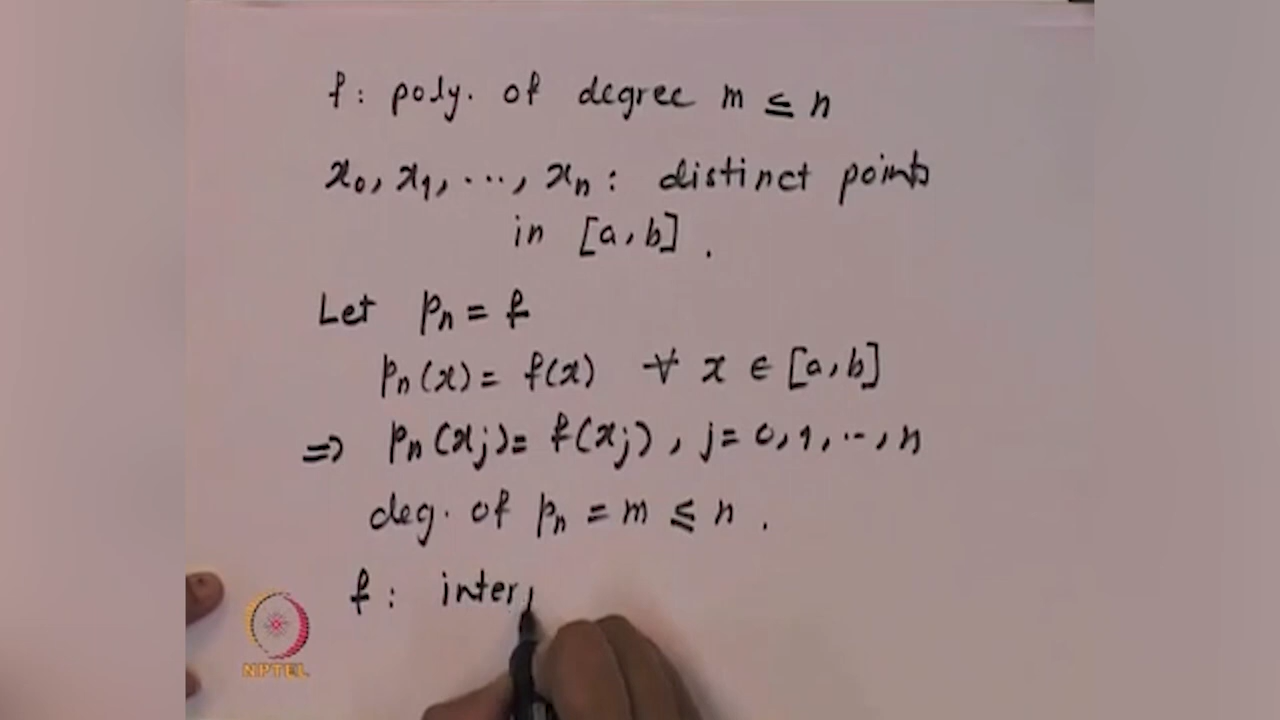 f : poly. of degree m ≤ n
x₀, x₁, ..., xₙ : distinct points
in [a, b] .
Let pₙ = f
pₙ(x) = f(x) ∀ x ∈ [a, b]
⇒ pₙ(xⱼ) = f(xⱼ), j = 0, 1, .., n
deg. of pₙ = m ≤ n .
f : inter
NPTEL